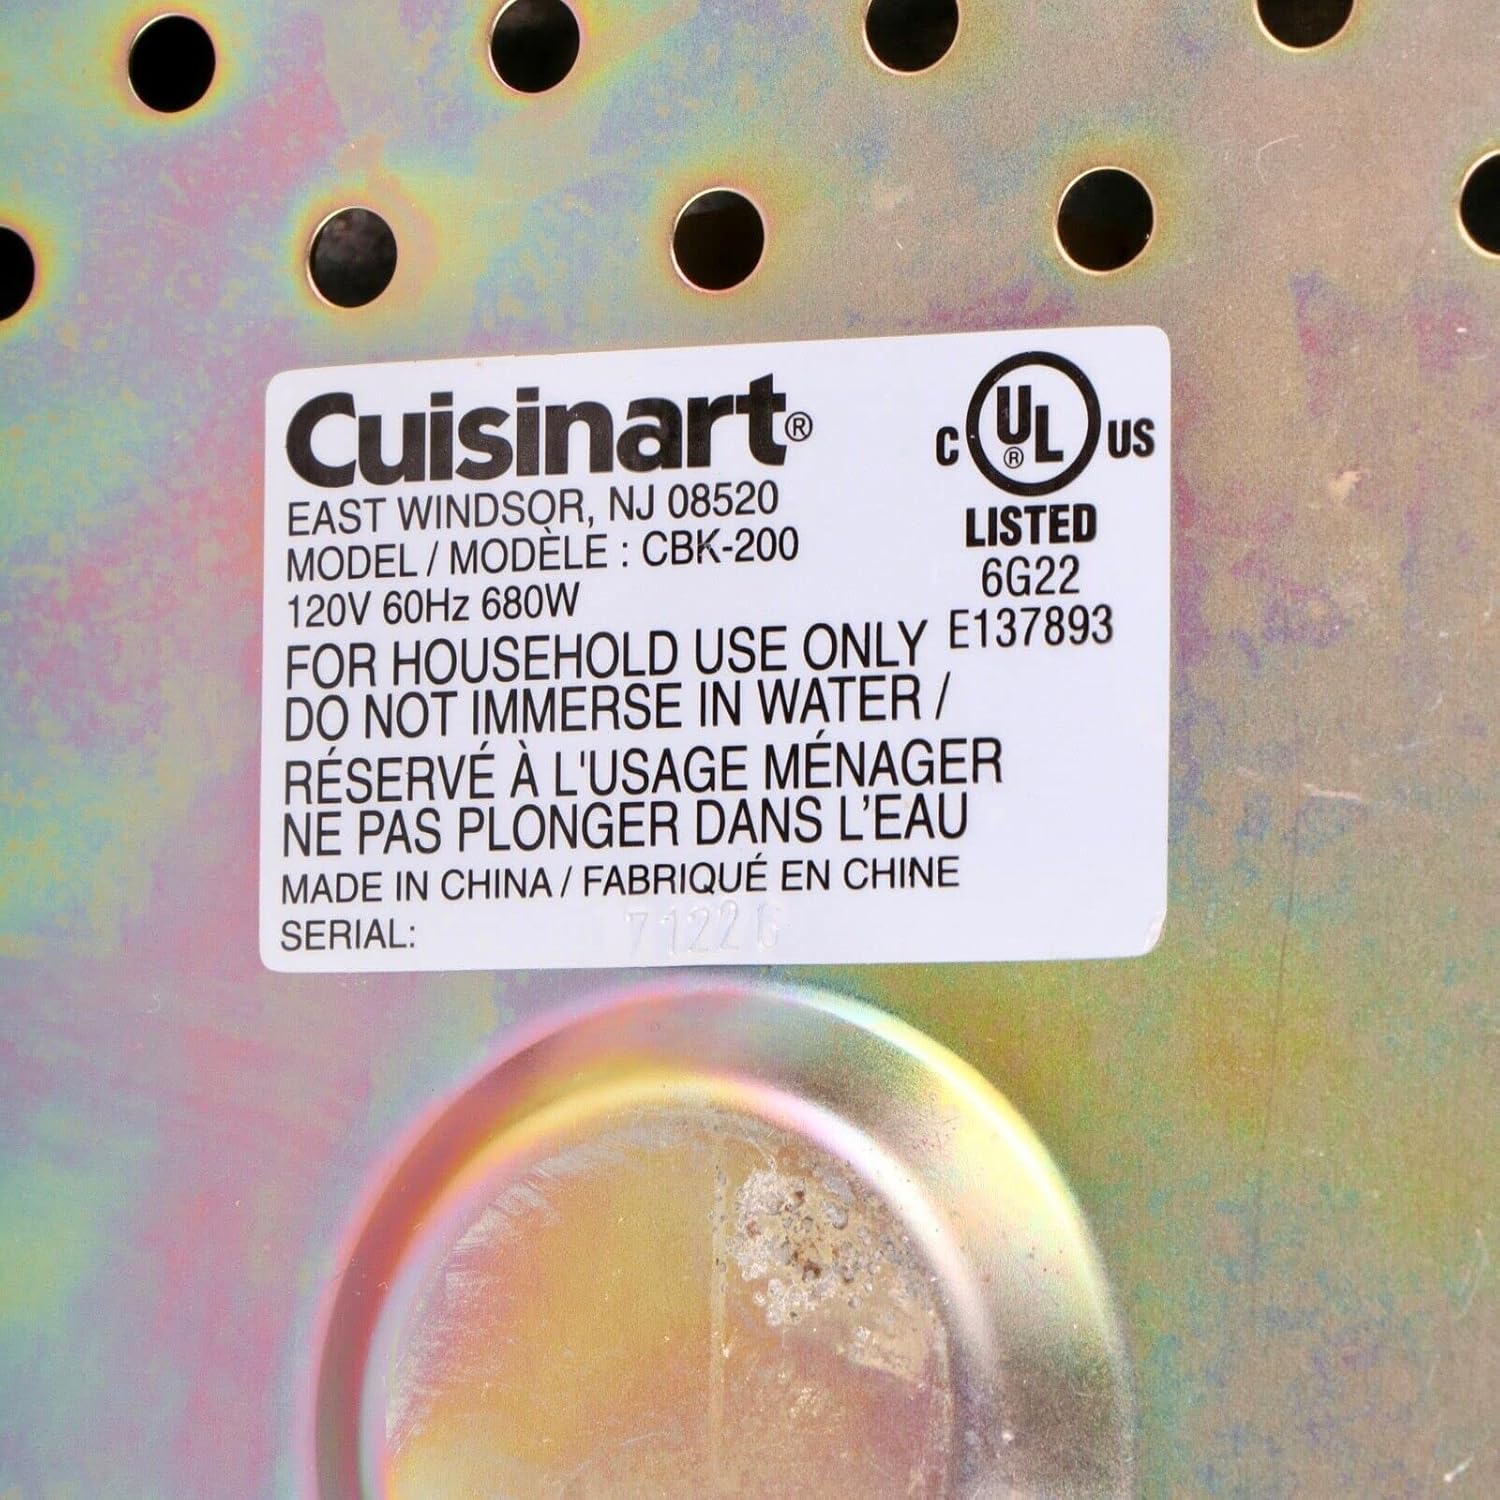 Cuisinart®
EAST WINDSOR, NJ 08520
MODEL / MODÈLE : CBK-200
120V 60Hz 680W
C UL® US
LISTED
6G22
E137893
FOR HOUSEHOLD USE ONLY
DO NOT IMMERSE IN WATER /
RÉSERVÉ À L'USAGE MÉNAGER
NE PAS PLONGER DANS L'EAU
MADE IN CHINA / FABRIQUÉ EN CHINE
SERIAL: